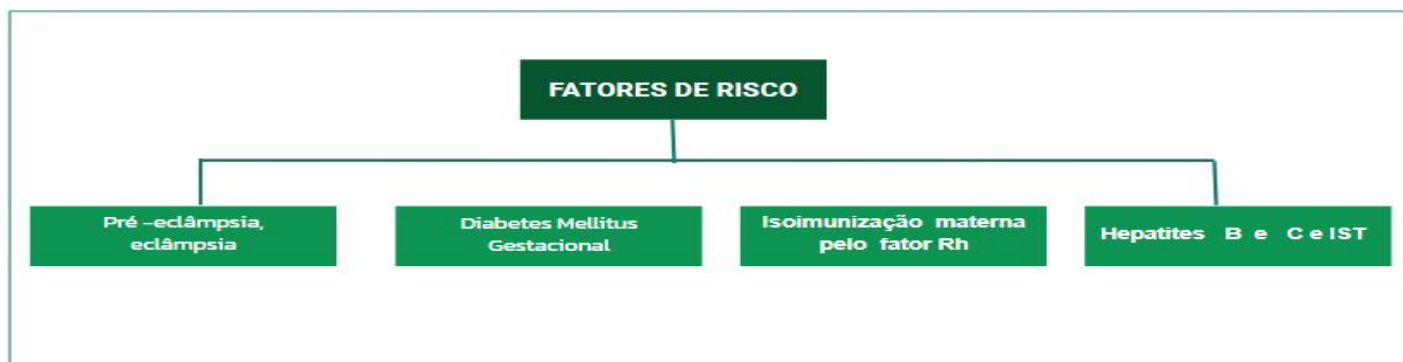 FATORES DE RISCO
Pré –eclâmpsia,
eclâmpsia
Diabetes Mellitus
Gestacional
Isoimunização materna
pelo fator Rh
Hepatites B e C e IST